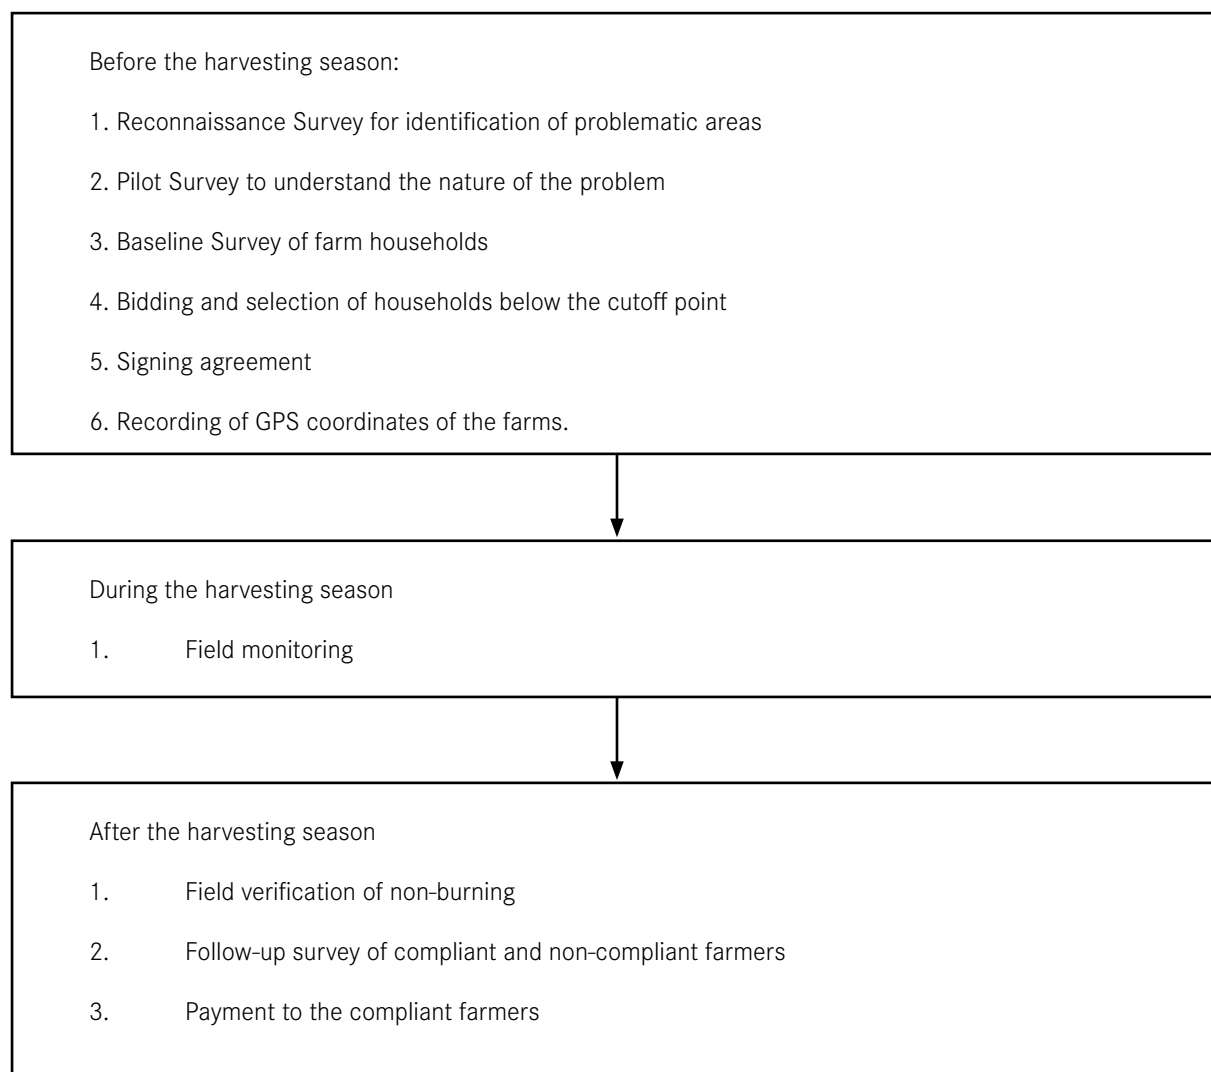 Before the harvesting season:
1. Reconnaissance Survey for identification of problematic areas
2. Pilot Survey to understand the nature of the problem
3. Baseline Survey of farm households
4. Bidding and selection of households below the cutoff point
5. Signing agreement
6. Recording of GPS coordinates of the farms.
During the harvesting season
1. Field monitoring
After the harvesting season
1. Field verification of non-burning
2. Follow-up survey of compliant and non-compliant farmers
3. Payment to the compliant farmers